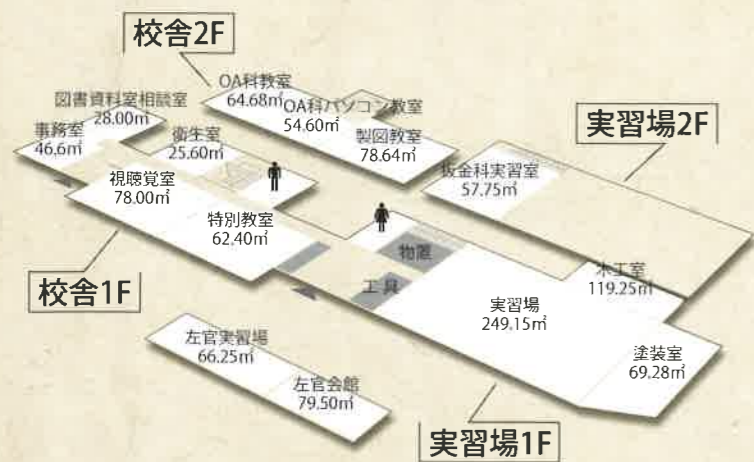 校舎2F
OA科教室
64.68㎡
OA科パソコン教室
54.60㎡
製図教室
78.64㎡
図書資料室相談室
28.00㎡
事務室
46.6㎡
衛生室
25.60㎡
視聴覚室
78.00㎡
特別教室
62.40㎡
校舎1F
実習場2F
板金科実習室
57.75㎡
物置
工具
木工室
119.25㎡
実習場
249.15㎡
塗装室
69.28㎡
左官実習場
66.25㎡
左官会館
79.50㎡
実習場1F